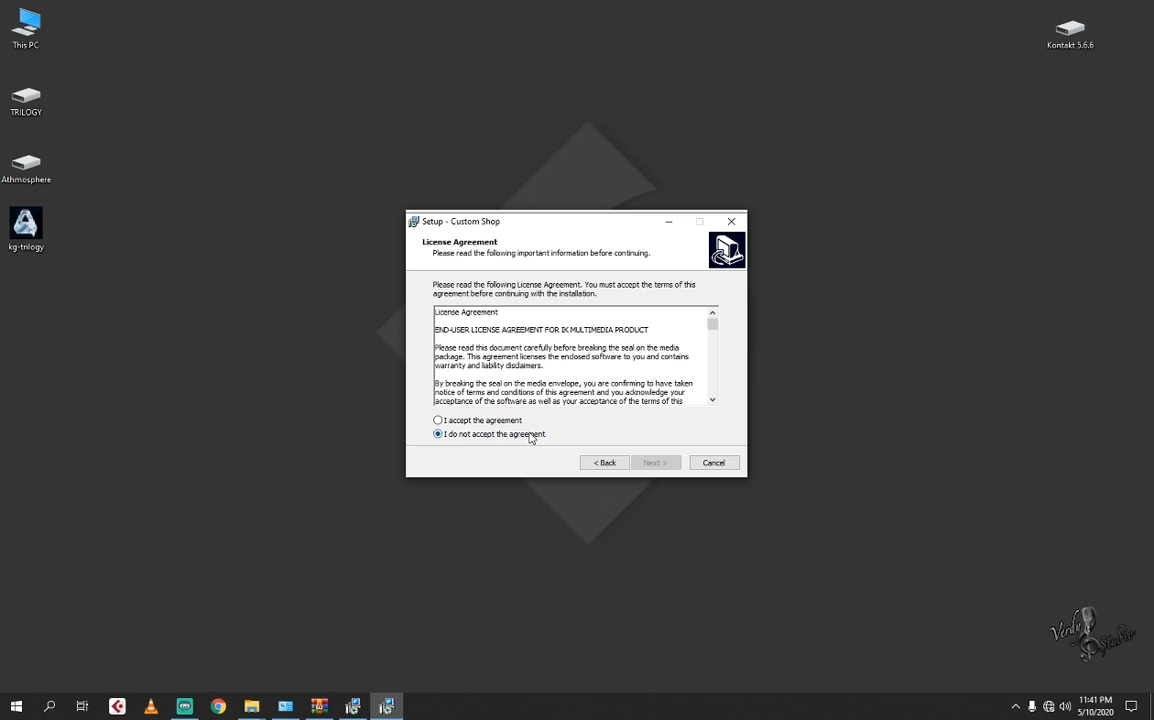 This PC
TRILOGY
Athmosphere
kg-trilogy
Kontakt 5.6.6
Setup - Custom Shop
License Agreement
Please read the following important information before continuing.
Please read the following License Agreement. You must accept the terms of this
agreement before continuing with the installation.
License Agreement
END-USER LICENSE AGREEMENT FOR IK MULTIMEDIA PRODUCT
Please read this document carefully before breaking the seal on the media
package. This agreement licenses the enclosed software to you and contains
warranty and liability disclaimers.
By breaking the seal on the media envelope, you are confirming to have taken
notice of terms and conditions of this agreement and you acknowledge your
acceptance of the software as well as your acceptance of the terms of this
I accept the agreement
I do not accept the agreement
< Back
Next >
Cancel
Vendy
Studio
11:41 PM
5/10/2020